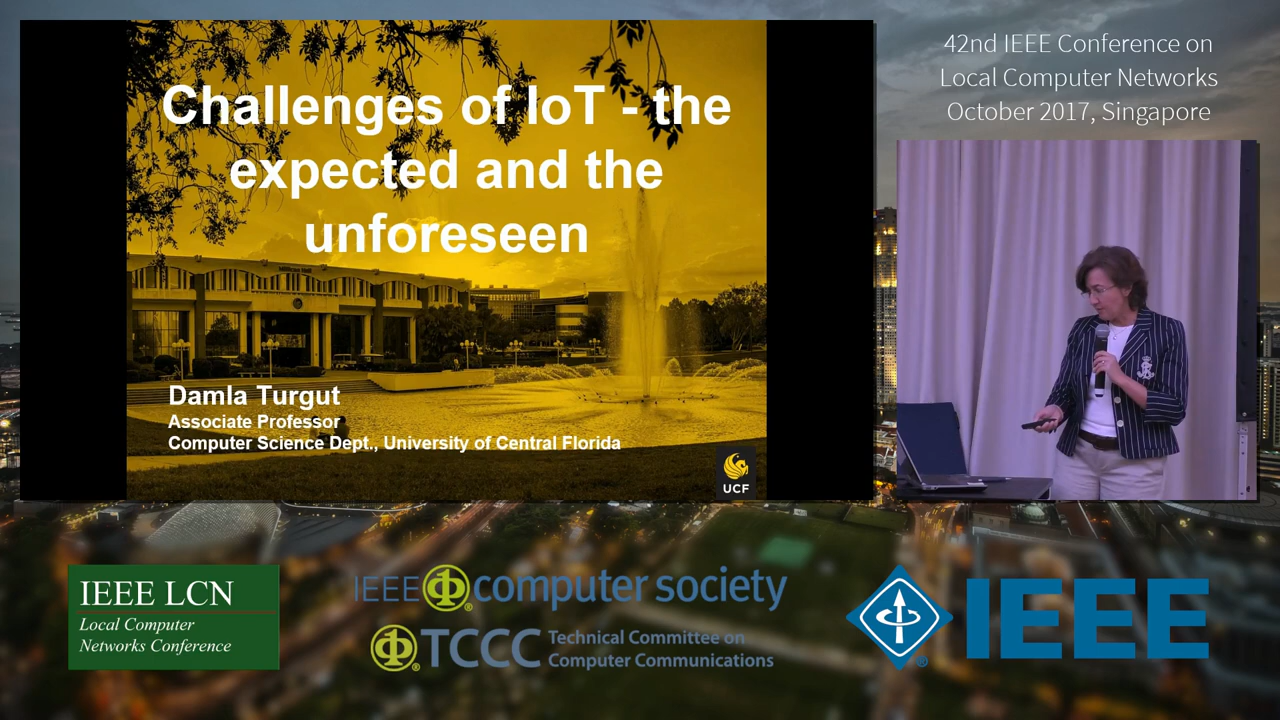 Challenges of IoT - the
expected and the
unforeseen
Damla Turgut
Associate Professor
Computer Science Dept., University of Central Florida
UCF
42nd IEEE Conference on
Local Computer Networks
October 2017, Singapore
IEEE LCN
Local Computer
Networks Conference
IEEE computer society
TCCC Technical Committee on
Computer Communications
IEEE